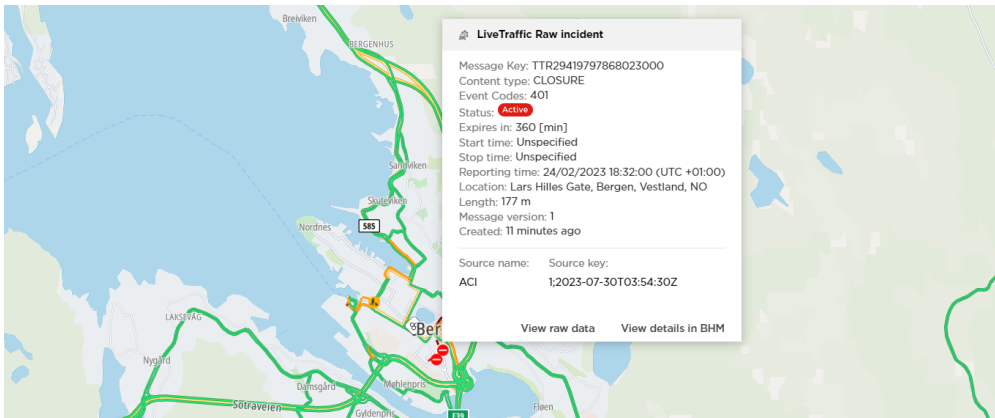 Breiviken
BERGENHUS
Sandviken
Skuteviken
585
Nordnes
LAKSEVÅG
Nygård
Damsgård
Møhlenpris
Sötraveien
Gyldenpris
E39
Fløen
LiveTraffic Raw incident
Message Key: TTR29419797868023000
Content type: CLOSURE
Event Codes: 401
Status: Active
Expires in: 360 [min]
Start time: Unspecified
Stop time: Unspecified
Reporting time: 24/02/2023 18:32:00 (UTC +01:00)
Location: Lars Hilles Gate, Bergen, Vestland, NO
Length: 177 m
Message version: 1
Created: 11 minutes ago
Source name: Source key:
ACI 1;2023-07-30T03:54:30Z
View raw data View details in BHM